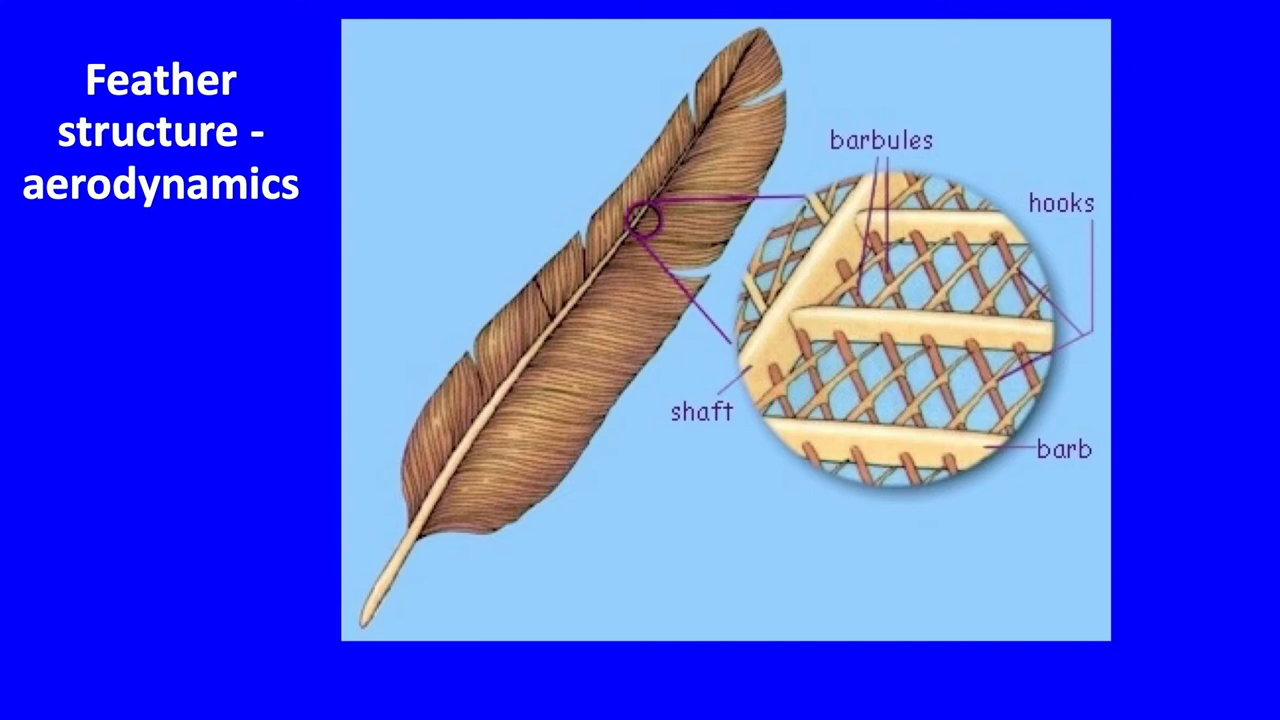 Feather
structure -
aerodynamics
barbules
hooks
shaft
barb